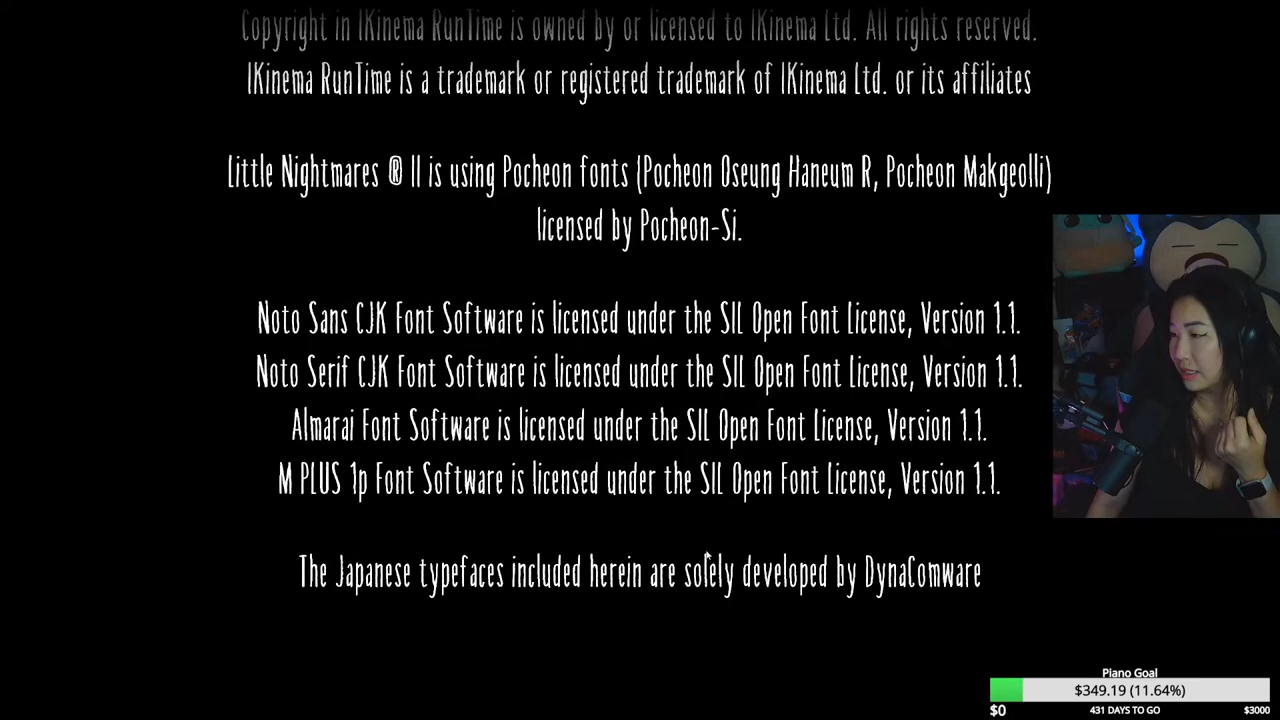 Copyright in IKinema RunTime is owned by or licensed to IKinema Ltd. All rights reserved.
IKinema RunTime is a trademark or registered trademark of IKinema Ltd. or its affiliates
Little Nightmares ® II is using Pocheon fonts (Pocheon Oseung Haneum R, Pocheon Makgeolli)
licensed by Pocheon-Si.
Noto Sans CJK Font Software is licensed under the SIL Open Font License, Version 1.1.
Noto Serif CJK Font Software is licensed under the SIL Open Font License, Version 1.1.
Almarai Font Software is licensed under the SIL Open Font License, Version 1.1.
M PLUS 1p Font Software is licensed under the SIL Open Font License, Version 1.1.
The Japanese typefaces included herein are solely developed by DynaComware
Piano Goal
$349.19 (11.64%)
$0 431 DAYS TO GO $3000